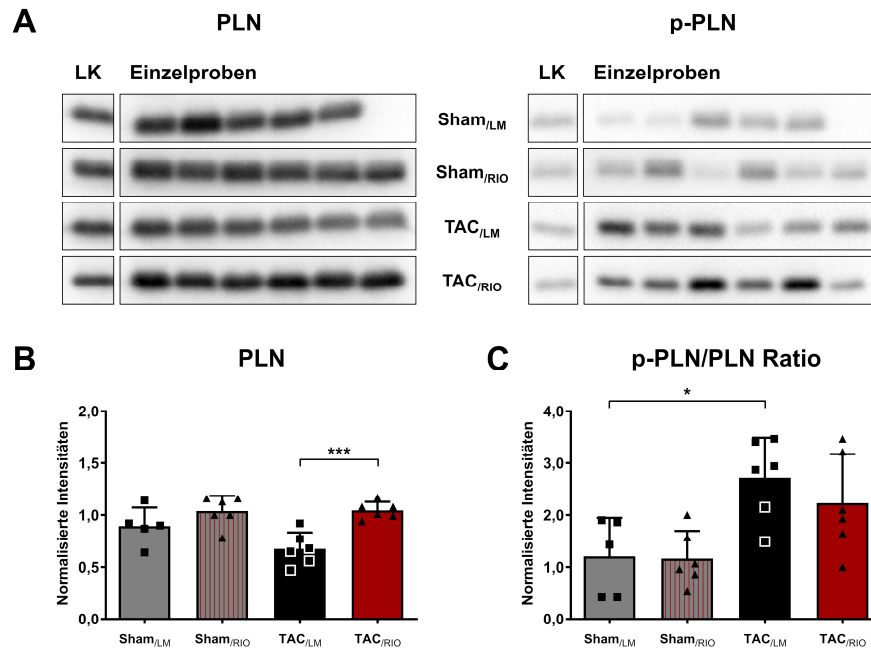 A
PLN
p-PLN
LK Einzelproben
LK Einzelproben
Sham/LM
Sham/RIO
TAC/LM
TAC/RIO
B
PLN
Normalisierte Intensitäten
2,0
1,5
1,0
0,5
0,0
***
Sham/LM Sham/RIO TAC/LM TAC/RIO
C
p-PLN/PLN Ratio
Normalisierte Intensitäten
4,0
3,0
2,0
1,0
0,0
*
Sham/LM Sham/RIO TAC/LM TAC/RIO